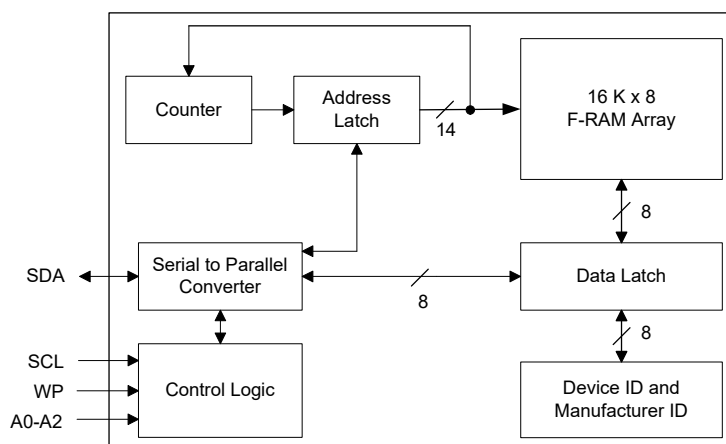 Counter
Address
Latch
14
16 K x 8
F-RAM Array
8
SDA
Serial to Parallel
Converter
8
Data Latch
8
SCL
WP
A0-A2
Control Logic
Device ID and
Manufacturer ID